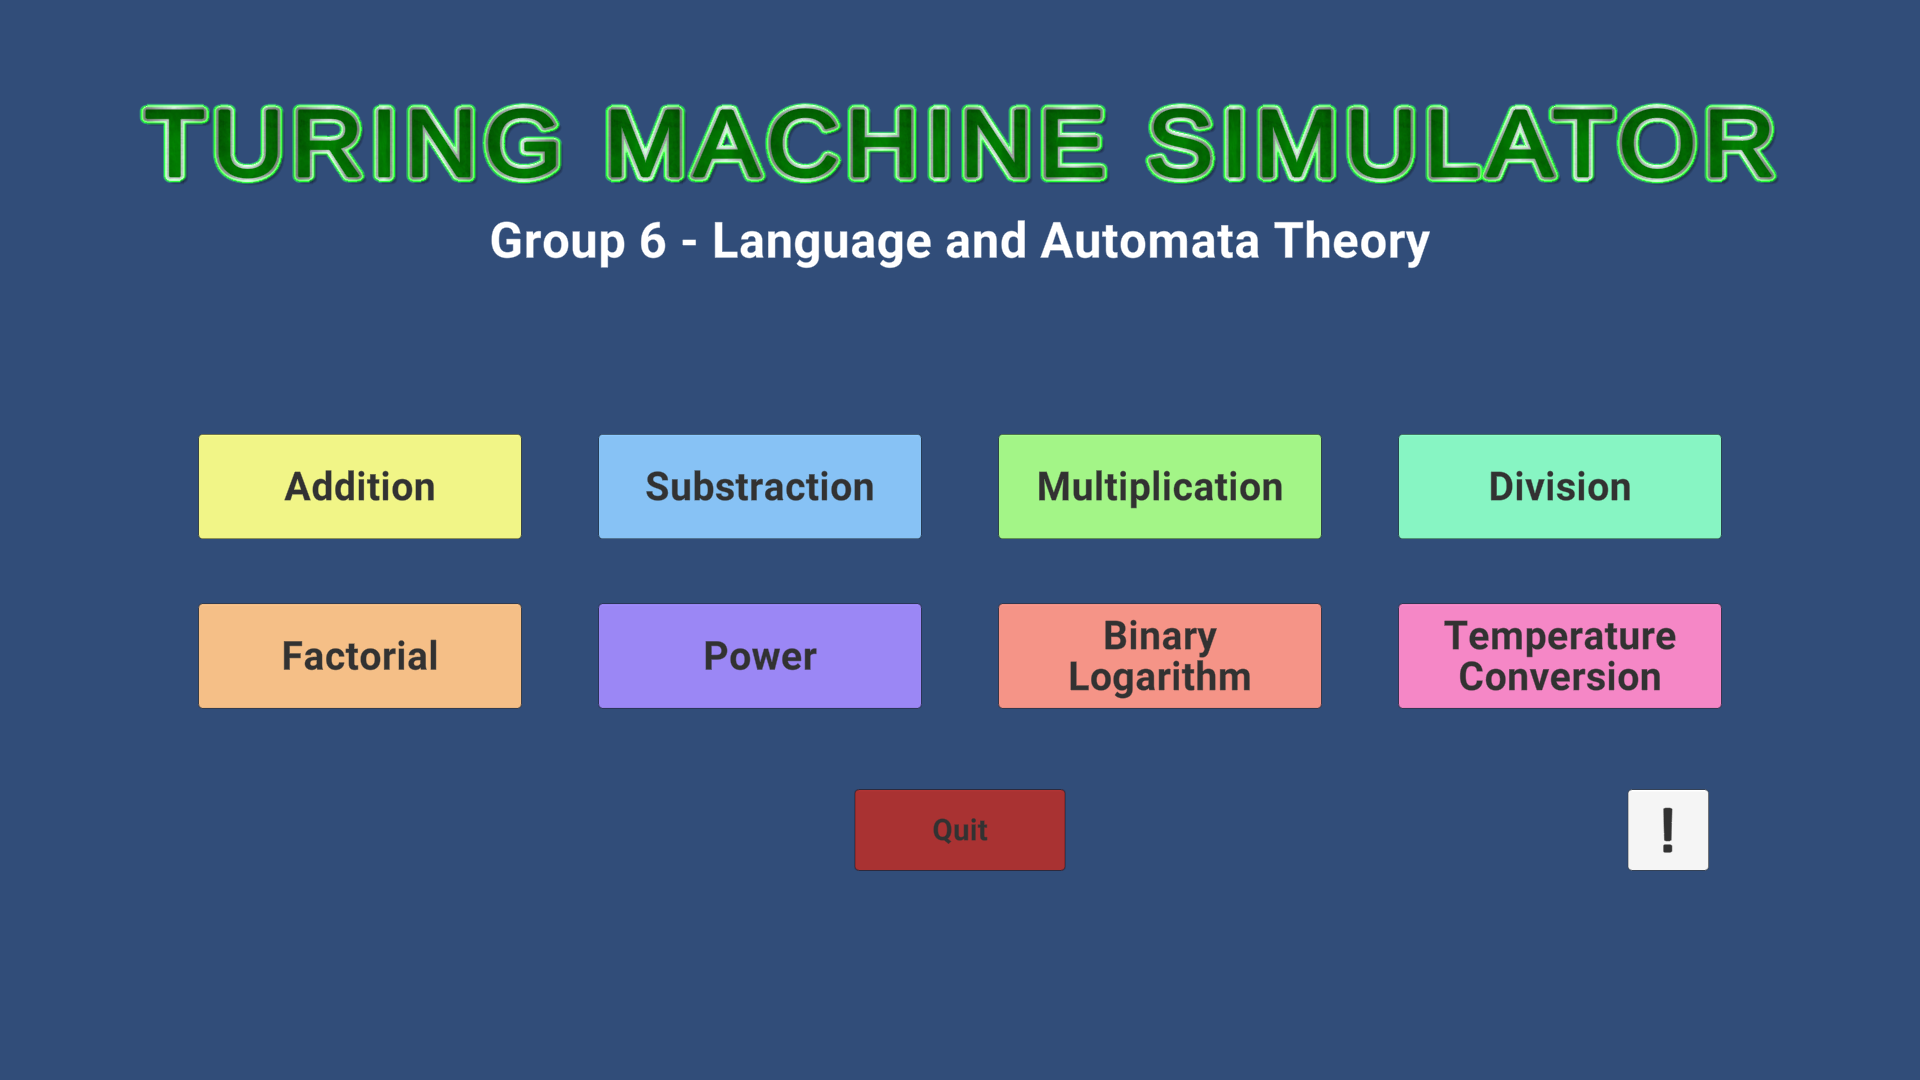 TURING MACHINE SIMULATOR
Group 6 - Language and Automata Theory
Addition
Substraction
Multiplication
Division
Factorial
Power
Binary
Logarithm
Temperature
Conversion
Quit
!